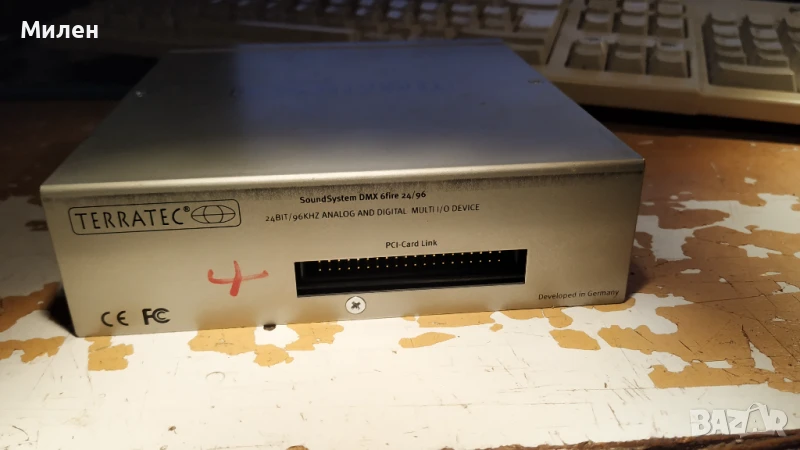 Милен
SoundSystem DMX 6fire 24/96
TERRATEC®
24BIT/96KHZ ANALOG AND DIGITAL MULTI I/O DEVICE
PCI-Card Link
4
Developed in Germany
CE FC
BAZAR